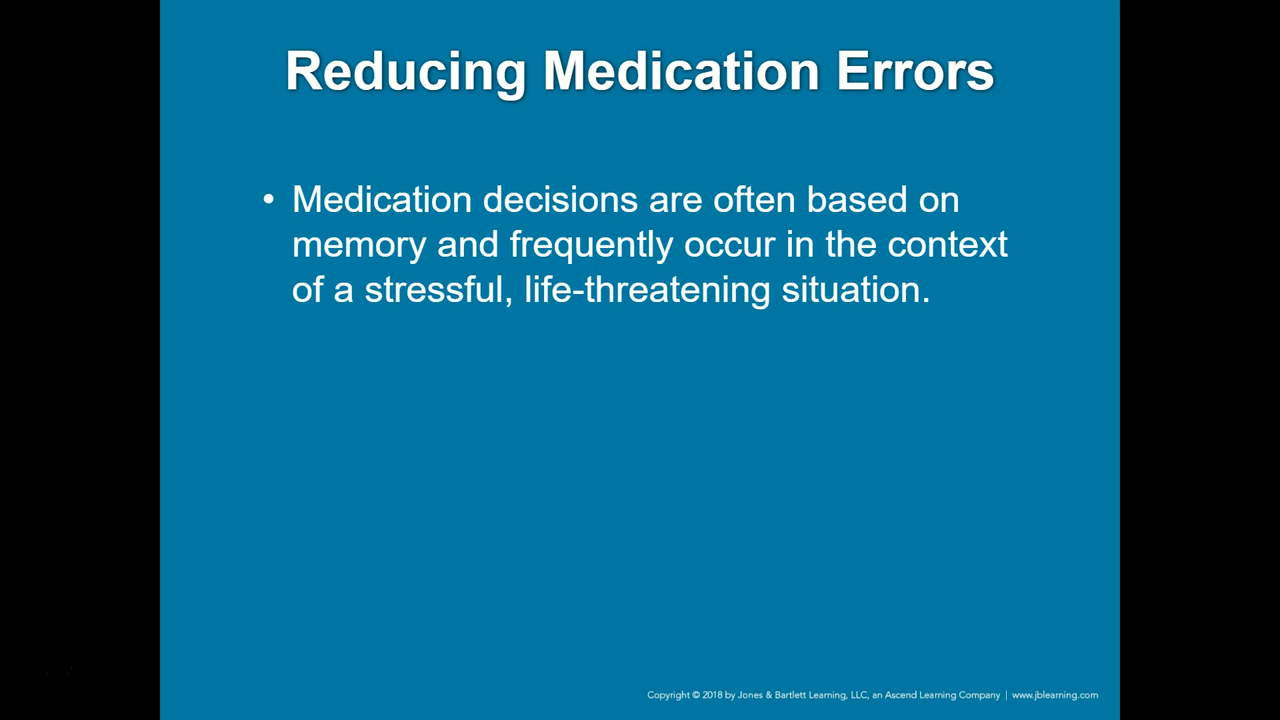 Reducing Medication Errors
• Medication decisions are often based on
memory and frequently occur in the context
of a stressful, life-threatening situation.
Copyright © 2018 by Jones & Bartlett Learning, LLC, an Ascend Learning Company | www.jblearning.com